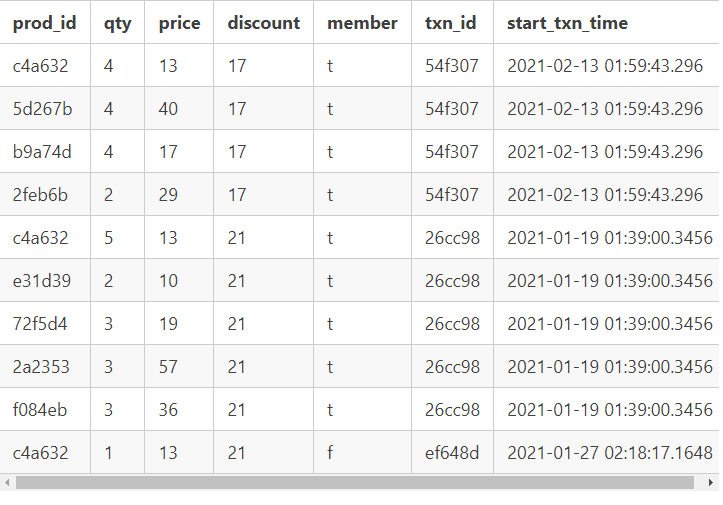 prod_id qty price discount member txn_id start_txn_time
c4a632 4 13 17 t 54f307 2021-02-13 01:59:43.296
5d267b 4 40 17 t 54f307 2021-02-13 01:59:43.296
b9a74d 4 17 17 t 54f307 2021-02-13 01:59:43.296
2feb6b 2 29 17 t 54f307 2021-02-13 01:59:43.296
c4a632 5 13 21 t 26cc98 2021-01-19 01:39:00.3456
e31d39 2 10 21 t 26cc98 2021-01-19 01:39:00.3456
72f5d4 3 19 21 t 26cc98 2021-01-19 01:39:00.3456
2a2353 3 57 21 t 26cc98 2021-01-19 01:39:00.3456
f084eb 3 36 21 t 26cc98 2021-01-19 01:39:00.3456
c4a632 1 13 21 f ef648d 2021-01-27 02:18:17.1648